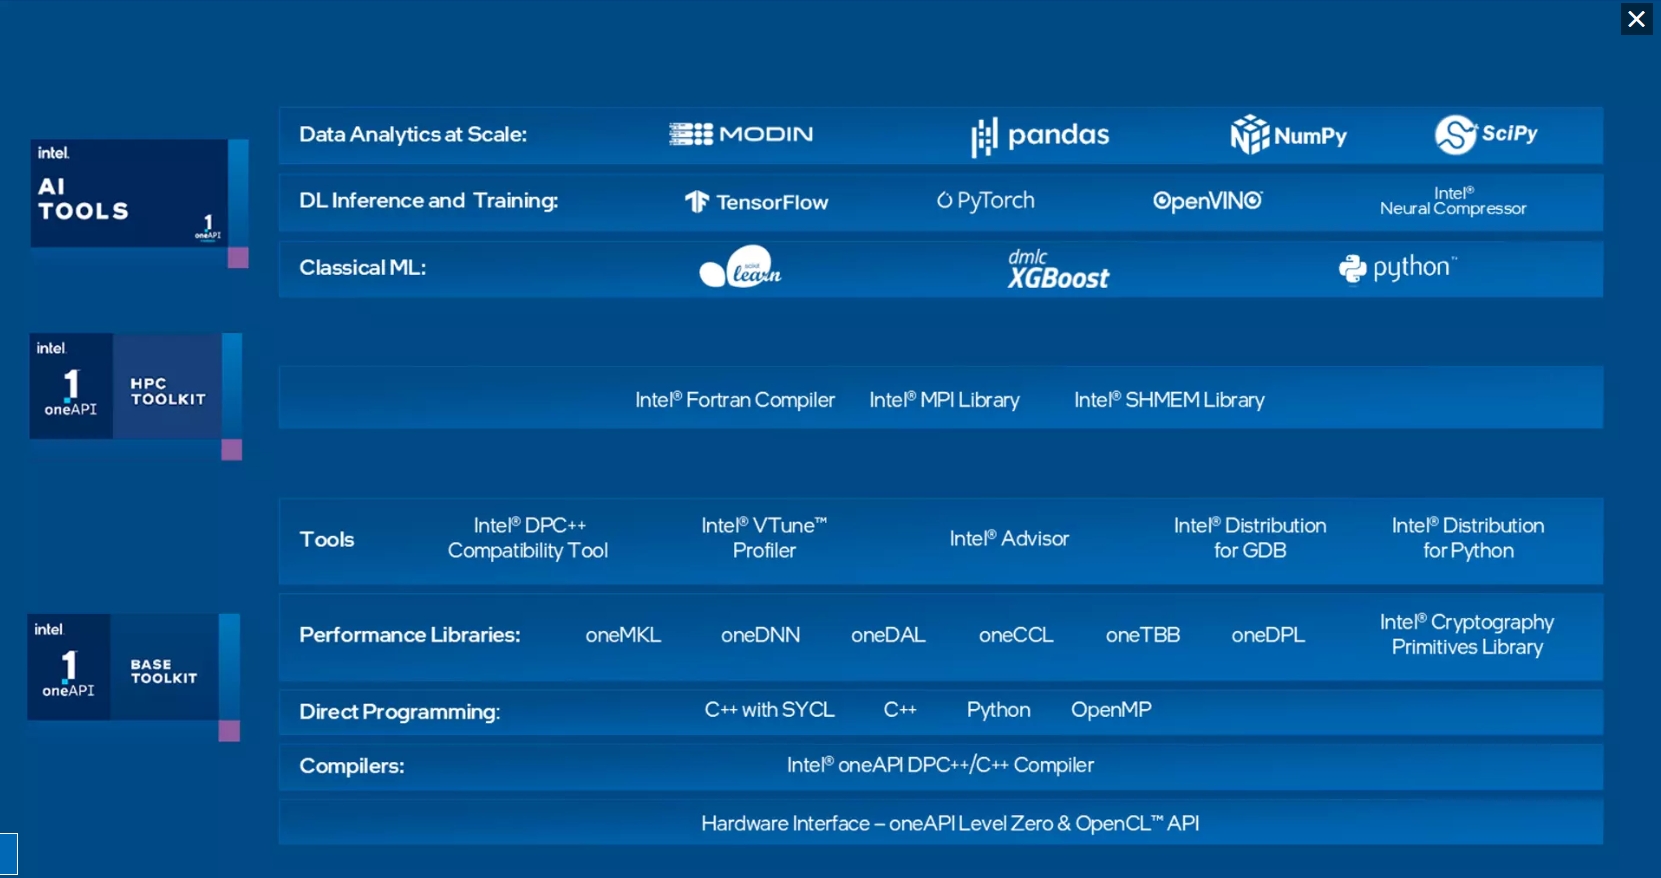 intel.
AI
TOOLS
1
oneAPI
Data Analytics at Scale: MODIN pandas NumPy SciPy
DL Inference and Training: TensorFlow PyTorch OpenVINO™ Intel®
Neural Compressor
Classical ML: scikit
learn dmlc
XGBoost python™
intel.
1
oneAPI
HPC
TOOLKIT
Intel® Fortran Compiler Intel® MPI Library Intel® SHMEM Library
intel.
1
oneAPI
BASE
TOOLKIT
Tools
Intel® DPC++
Compatibility Tool
Intel® VTune™
Profiler
Intel® Advisor
Intel® Distribution
for GDB
Intel® Distribution
for Python
Performance Libraries: oneMKL oneDNN oneDAL oneCCL oneTBB oneDPL Intel® Cryptography
Primitives Library
Direct Programming: C++ with SYCL C++ Python OpenMP
Compilers: Intel® oneAPI DPC++/C++ Compiler
Hardware Interface – oneAPI Level Zero & OpenCL™ API